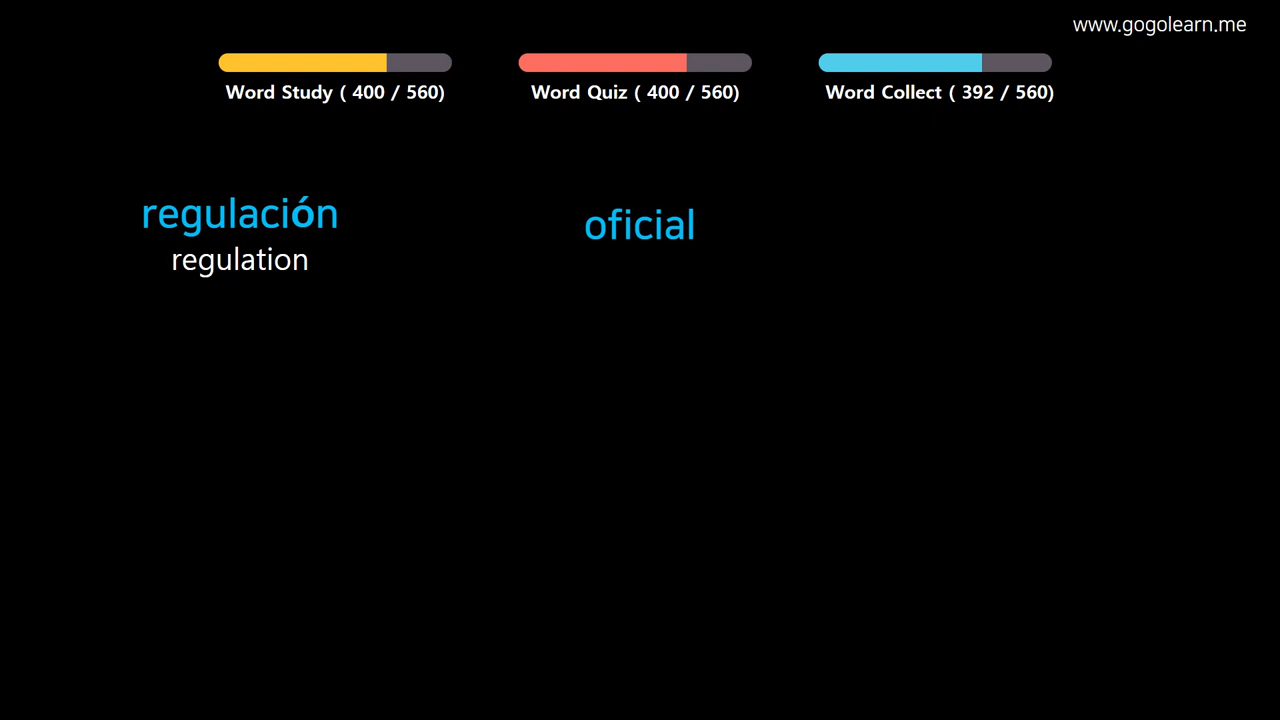 www.gogolearn.me
Word Study ( 400 / 560)
Word Quiz ( 400 / 560)
Word Collect ( 392 / 560)
regulación
regulation
oficial